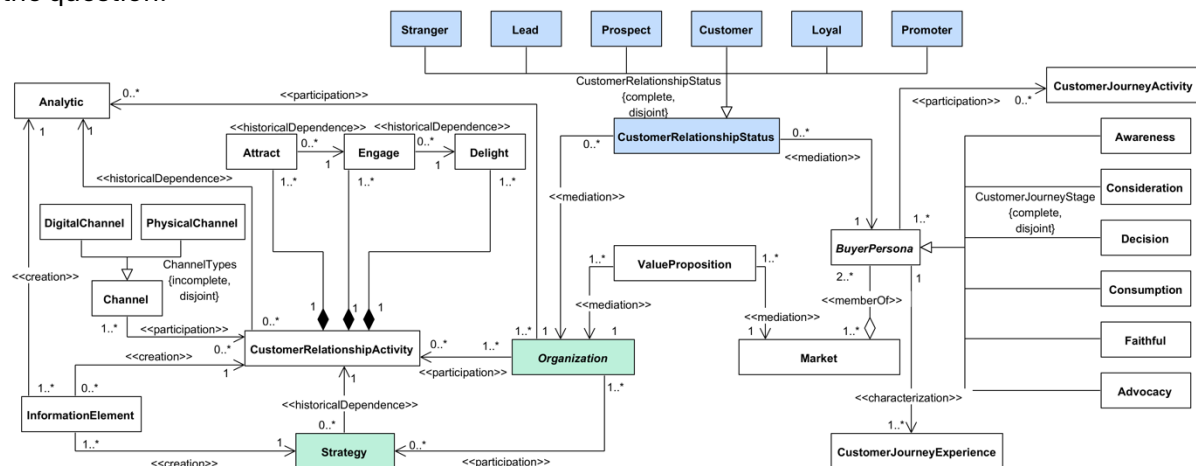 the question.
Stranger
Lead
Prospect
Customer
Loyal
Promoter
CustomerRelationshipStatus
{complete,
disjoint}
Analytic
0..*
<<participation>>
1
1
<<historicalDependence>>
<<historicalDependence>>
Attract
0..*
1
Engage
0..*
1
Delight
1..*
1..*
1..*
CustomerRelationshipStatus
0..*
0..*
<<mediation>>
<<participation>>
0..*
CustomerJourneyActivity
Awareness
Consideration
Decision
Consumption
Faithful
Advocacy
CustomerJourneyStage
{complete,
disjoint}
<<historicalDependence>>
DigitalChannel
PhysicalChannel
ChannelTypes
{incomplete,
disjoint}
<<creation>>
Channel
1..*
<<participation>>
<<mediation>>
1
1..*
BuyerPersona
2..*
1
<<memberOf>>
1..*
ValueProposition
1..*
1..*
<<mediation>>
<<mediation>>
1
Market
1
1
1
0..*
0..*
CustomerRelationshipActivity
1
<<creation>>
1..*
1
1
Organization
0..*
1..*
<<participation>>
1..*
1..*
0..*
InformationElement
1..*
<<historicalDependence>>
1
0..*
Strategy
0..*
<<creation>>
<<participation>>
<<characterization>>
1..*
CustomerJourneyExperience